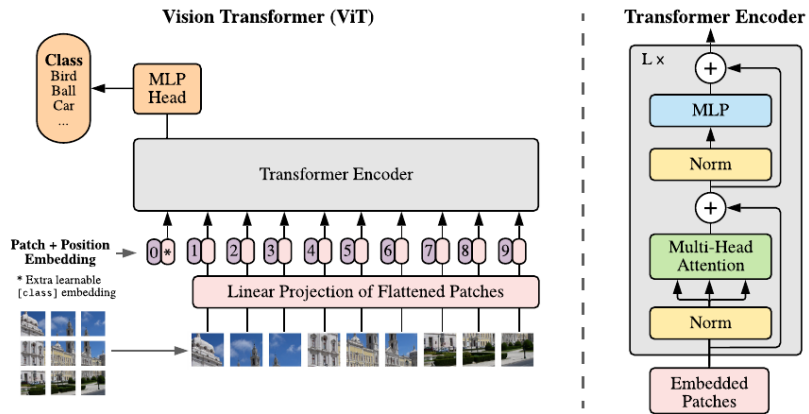 Vision Transformer (ViT)
Class
Bird
Ball
Car
...
MLP
Head
Transformer Encoder
Patch + Position
Embedding
0 * 1 2 3 4 5 6 7 8 9
* Extra learnable
[class] embedding
Linear Projection of Flattened Patches
Transformer Encoder
L x
+
MLP
Norm
+
Multi-Head
Attention
Norm
Embedded
Patches